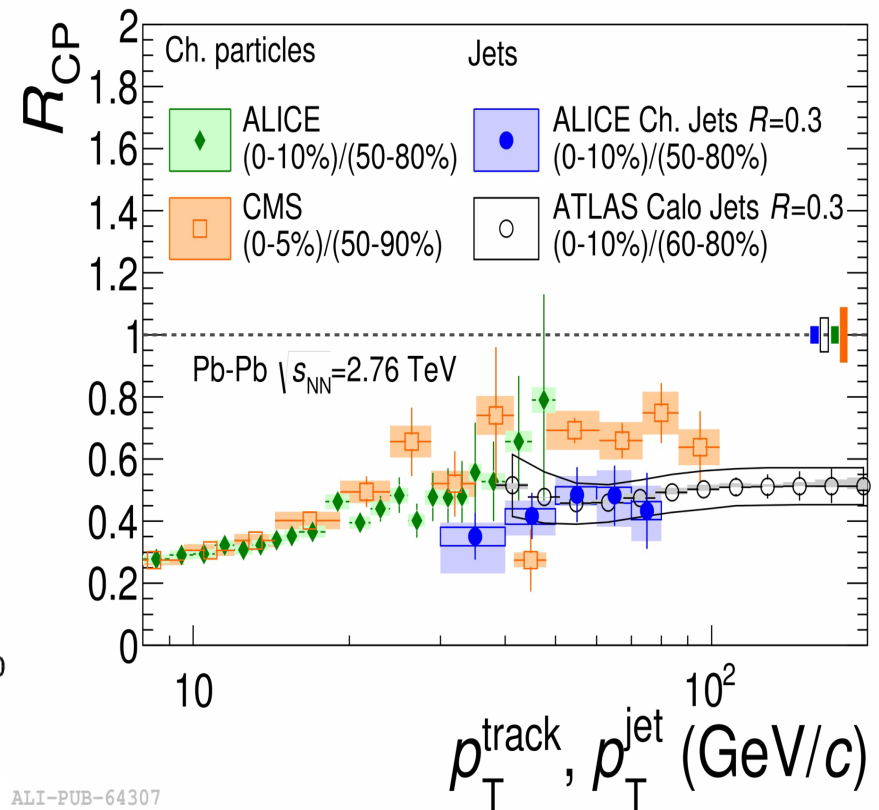 R_CP
2
1.8
1.6
1.4
1.2
1
0.8
0.6
0.4
0.2
0
Ch. particles
ALICE
(0-10%)/(50-80%)
CMS
(0-5%)/(50-90%)
Jets
ALICE Ch. Jets R=0.3
(0-10%)/(50-80%)
ATLAS Calo Jets R=0.3
(0-10%)/(60-80%)
Pb-Pb √s_NN=2.76 TeV
10
10²
p_T^track, p_T^jet (GeV/c)
ALI-PUB-64307